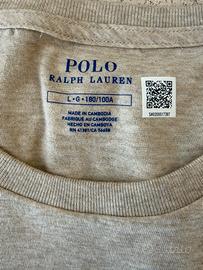 POLO
RALPH LAUREN
L • G • 180/100A
MADE IN CAMBODIA
FABRIQUÉ AU CAMBODGE
HECHO EN CAMBOYA
RN 41381/CA 56658